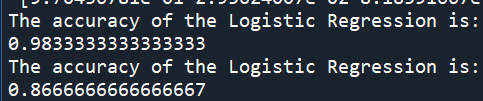 The accuracy of the Logistic Regression is:
0.9833333333333333
The accuracy of the Logistic Regression is:
0.8666666666666667